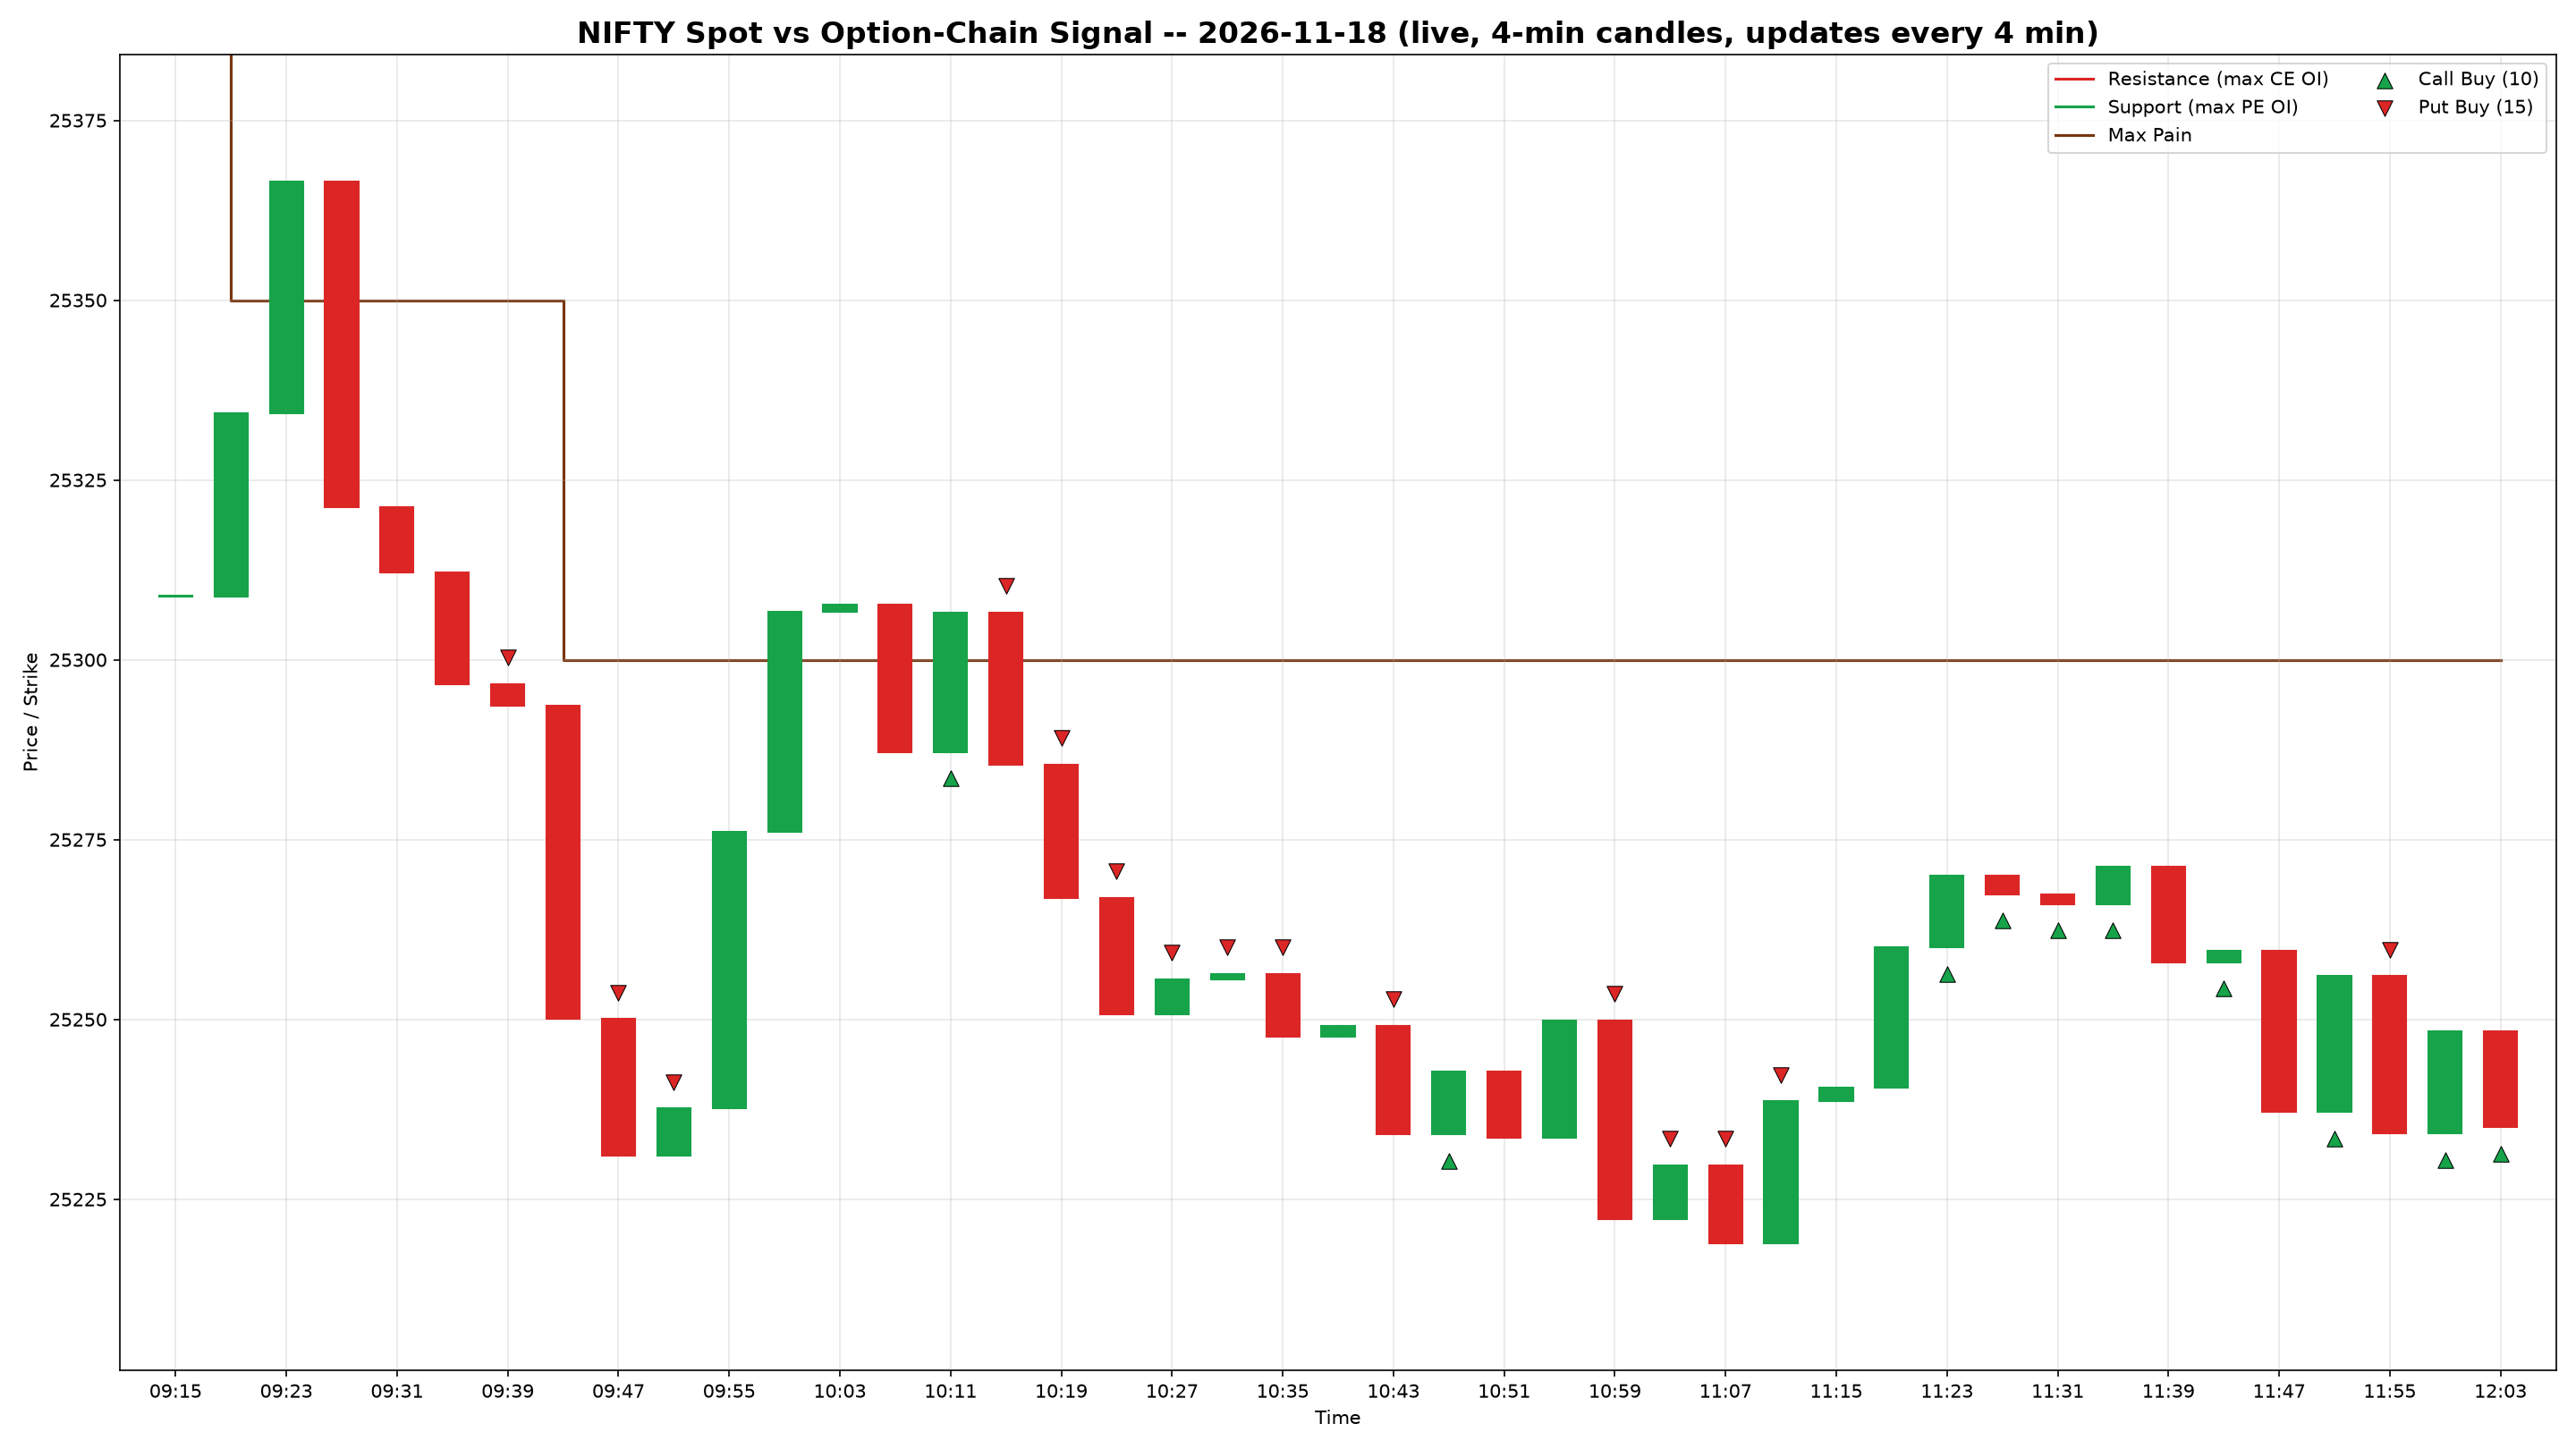 NIFTY Spot vs Option-Chain Signal -- 2026-11-18 (live, 4-min candles, updates every 4 min)
Resistance (max CE OI)
Support (max PE OI)
Max Pain
Call Buy (10)
Put Buy (15)
Price / Strike
25375
25350
25325
25300
25275
25250
25225
09:15 09:23 09:31 09:39 09:47 09:55 10:03 10:11 10:19 10:27 10:35 10:43 10:51 10:59 11:07 11:15 11:23 11:31 11:39 11:47 11:55 12:03
Time